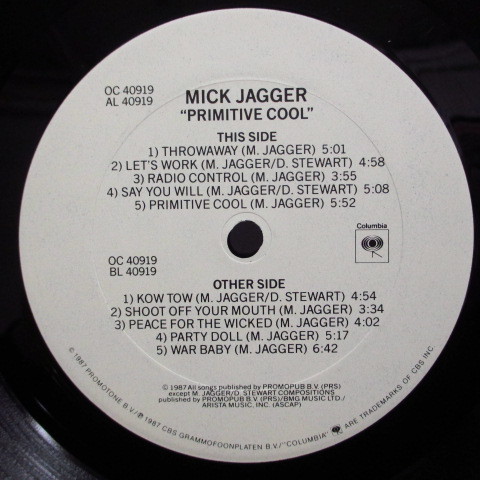 OC 40919
AL 40919
MICK JAGGER
“PRIMITIVE COOL”
THIS SIDE
1) THROWAWAY (M. JAGGER) 5:01
2) LET'S WORK (M. JAGGER/D. STEWART) 4:58
3) RADIO CONTROL (M. JAGGER) 3:55
4) SAY YOU WILL (M. JAGGER/D. STEWART) 5:08
5) PRIMITIVE COOL (M. JAGGER) 5:52
Columbia
OC 40919
BL 40919
OTHER SIDE
1) KOW TOW (M. JAGGER/D. STEWART) 4:54
2) SHOOT OFF YOUR MOUTH (M. JAGGER) 3:34
3) PEACE FOR THE WICKED (M. JAGGER) 4:02
4) PARTY DOLL (M. JAGGER) 5:17
5) WAR BABY (M. JAGGER) 6:42
© 1987 All songs published by PROMOPUB B.V. (PRS)
except M. JAGGER/D. STEWART COMPOSITIONS
published by PROMOPUB B.V. (PRS)/BMG MUSIC LTD./
ARISTA MUSIC, INC. (ASCAP)
© 1987 PROMOTONE B.V./℗ 1987 CBS GRAMMOFOONPLATEN B.V./"COLUMBIA" ARE TRADEMARKS OF CBS INC